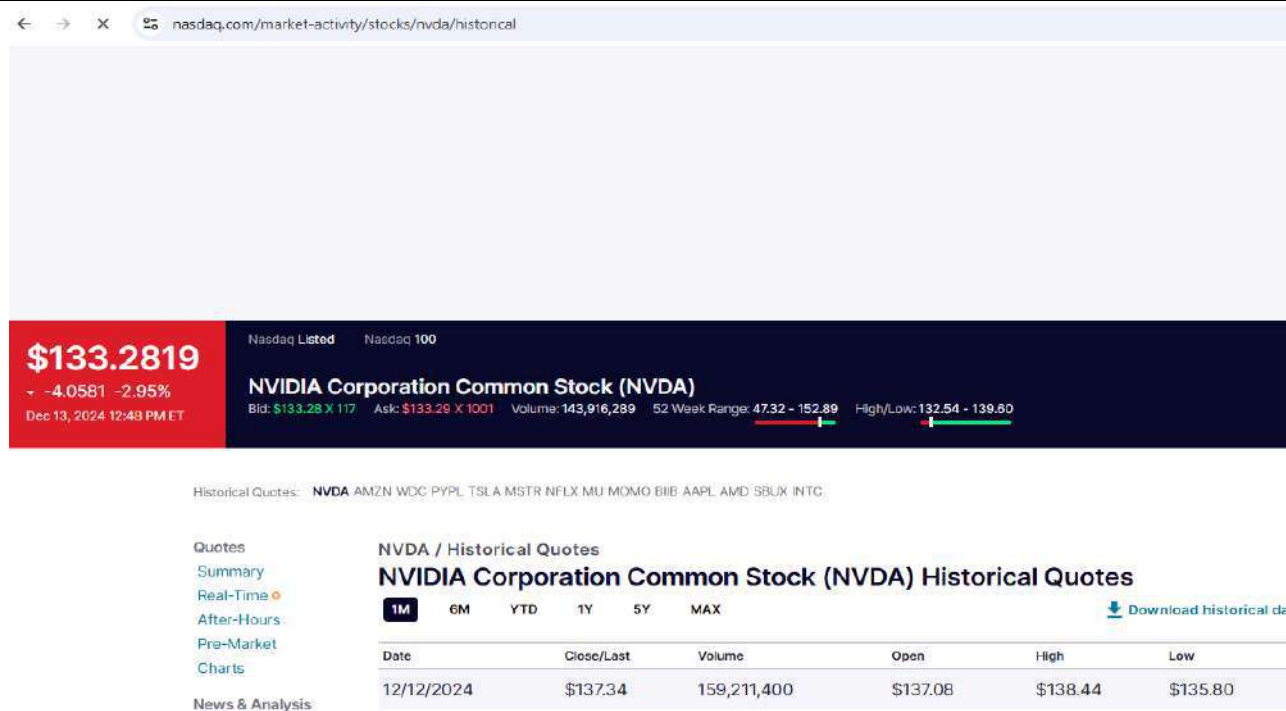 nasdaq.com/market-activity/stocks/nvda/historical
Nasdaq Listed Nasdaq 100
$133.2819
-4.0581 -2.95%
Dec 13, 2024 12:48 PM ET
NVIDIA Corporation Common Stock (NVDA)
Bid: $133.28 X 117 Ask: $133.29 X 1001 Volume: 143,916,289 52 Week Range: 47.32 - 152.89 High/Low: 132.54 - 139.60
Historical Quotes: NVDA AMZN WDC PYPL TSLA MSTR NFLX MU MOMO BIIB AAPL AMD SBUX INTC
Quotes
Summary
Real-Time
After-Hours
Pre-Market
Charts
News & Analysis
NVDA / Historical Quotes
NVIDIA Corporation Common Stock (NVDA) Historical Quotes
1M 6M YTD 1Y 5Y MAX
Download historical da
Date Close/Last Volume Open High Low
12/12/2024 $137.34 159,211,400 $137.08 $138.44 $135.80